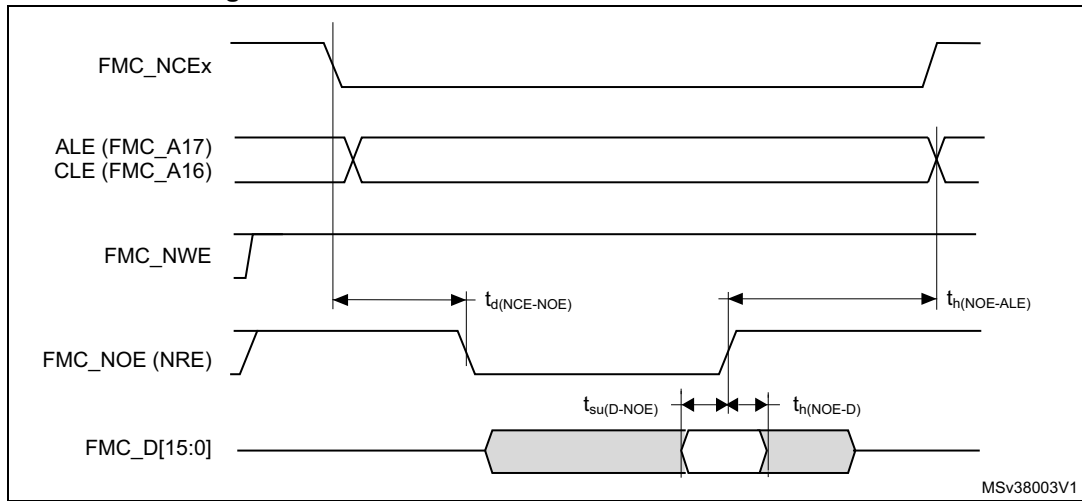 FMC_NCEx
ALE (FMC_A17)
CLE (FMC_A16)
FMC_NWE
td(NCE-NOE)
th(NOE-ALE)
FMC_NOE (NRE)
tsu(D-NOE)
th(NOE-D)
FMC_D[15:0]
MSv38003V1